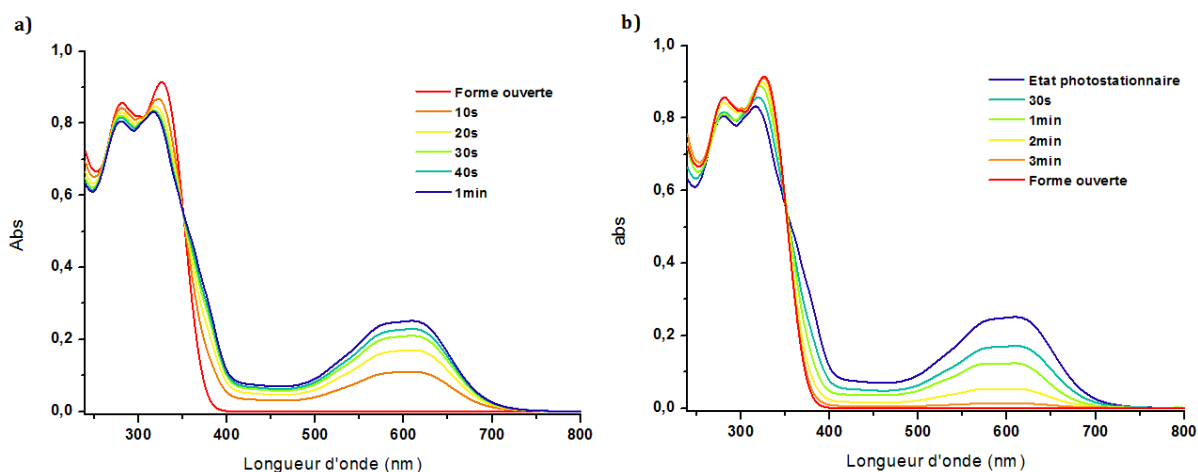 a)
Abs
1,0
0,8
0,6
0,4
0,2
0,0
300 400 500 600 700 800
Longueur d'onde (nm)
Forme ouverte
10s
20s
30s
40s
1min
b)
abs
1,0
0,8
0,6
0,4
0,2
0,0
300 400 500 600 700 800
Longueur d'onde (nm)
Etat photostationnaire
30s
1min
2min
3min
Forme ouverte